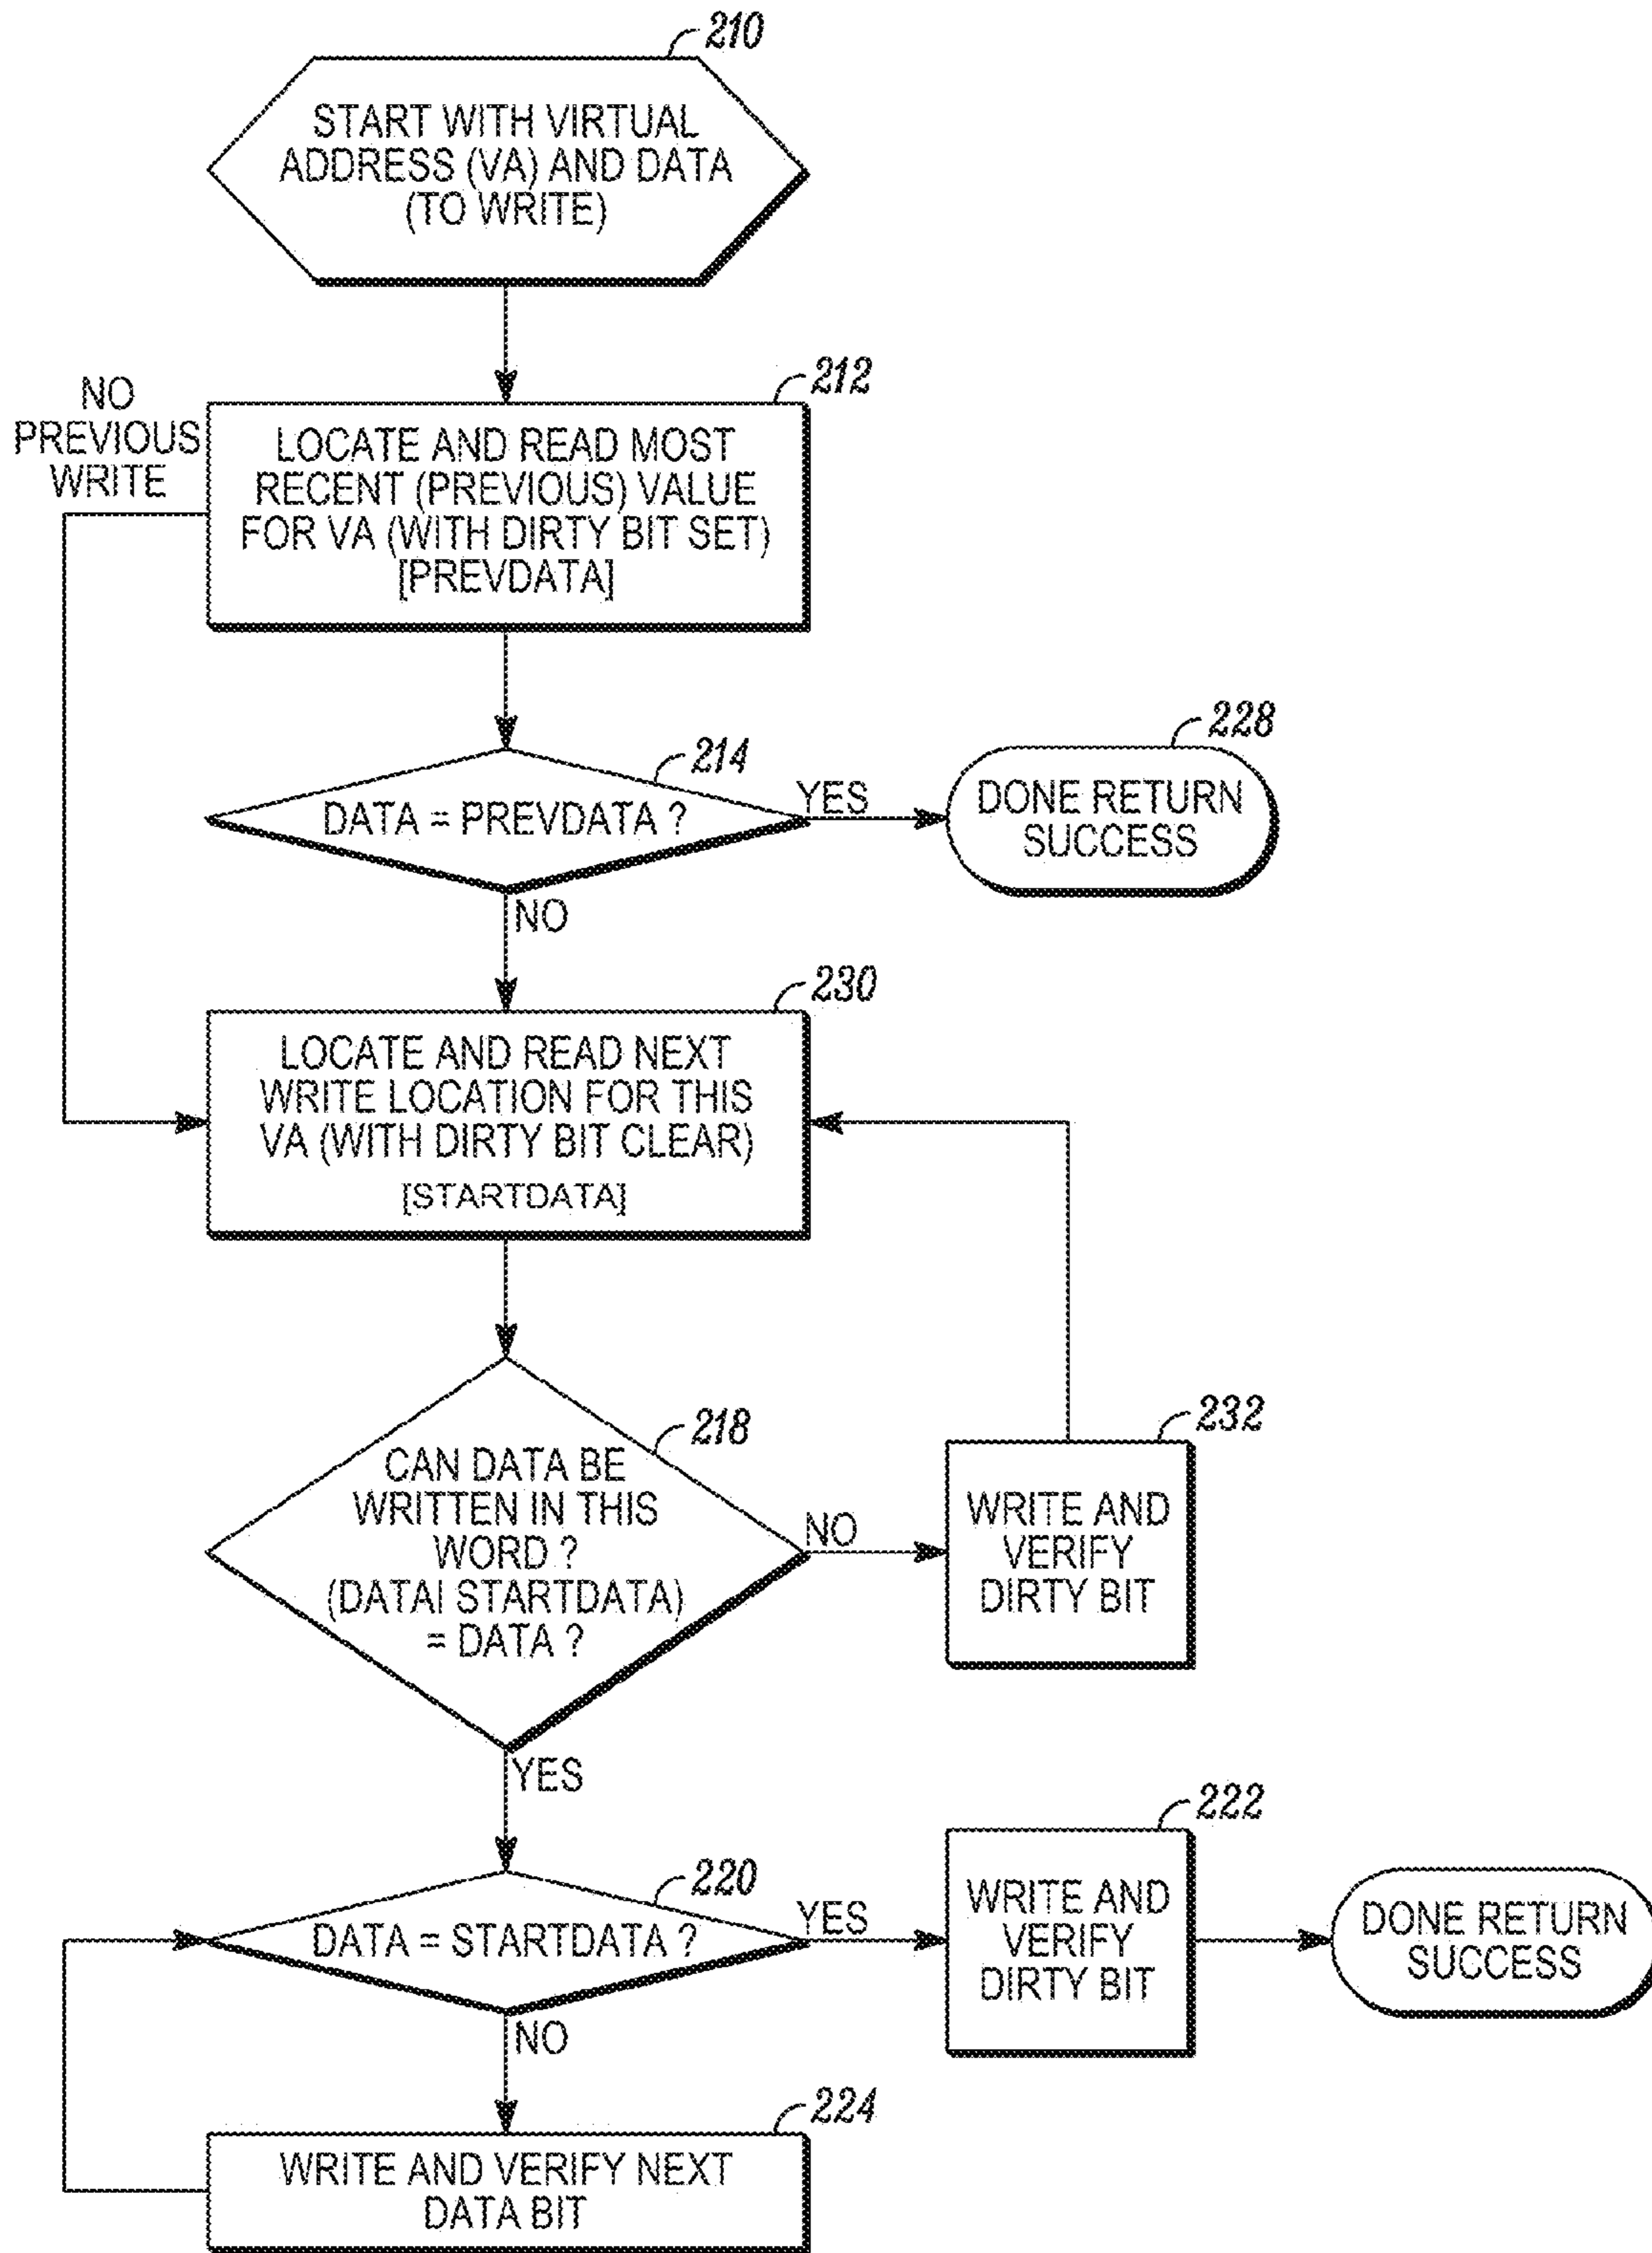 210
START WITH VIRTUAL
ADDRESS (VA) AND DATA
(TO WRITE)
NO
PREVIOUS
WRITE
212
LOCATE AND READ MOST
RECENT (PREVIOUS) VALUE
FOR VA (WITH DIRTY BIT SET)
[PREVDATA]
214
DATA = PREVDATA ?
YES
228
DONE RETURN
SUCCESS
NO
230
LOCATE AND READ NEXT
WRITE LOCATION FOR THIS
VA (WITH DIRTY BIT CLEAR)
[STARTDATA]
218
CAN DATA BE
WRITTEN IN THIS
WORD ?
(DATA| STARTDATA)
= DATA ?
NO
232
WRITE AND
VERIFY
DIRTY BIT
YES
220
DATA = STARTDATA ?
YES
222
WRITE AND
VERIFY
DIRTY BIT
DONE RETURN
SUCCESS
NO
224
WRITE AND VERIFY NEXT
DATA BIT